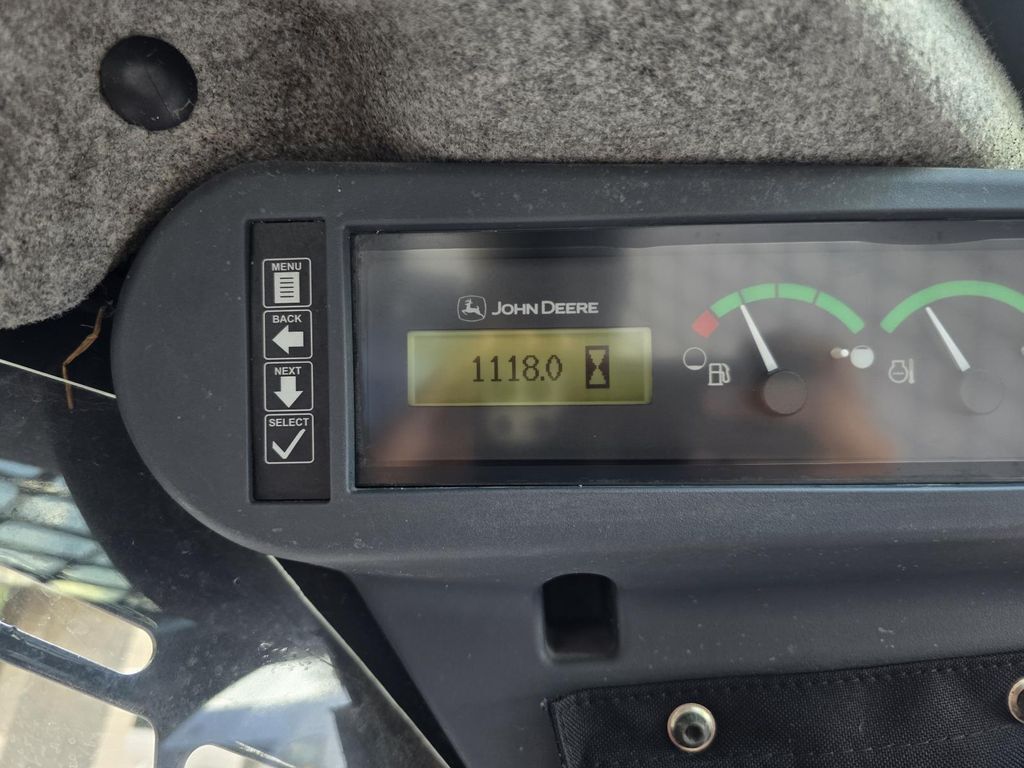 MENU
BACK
NEXT
SELECT
JOHN DEERE
1118.0